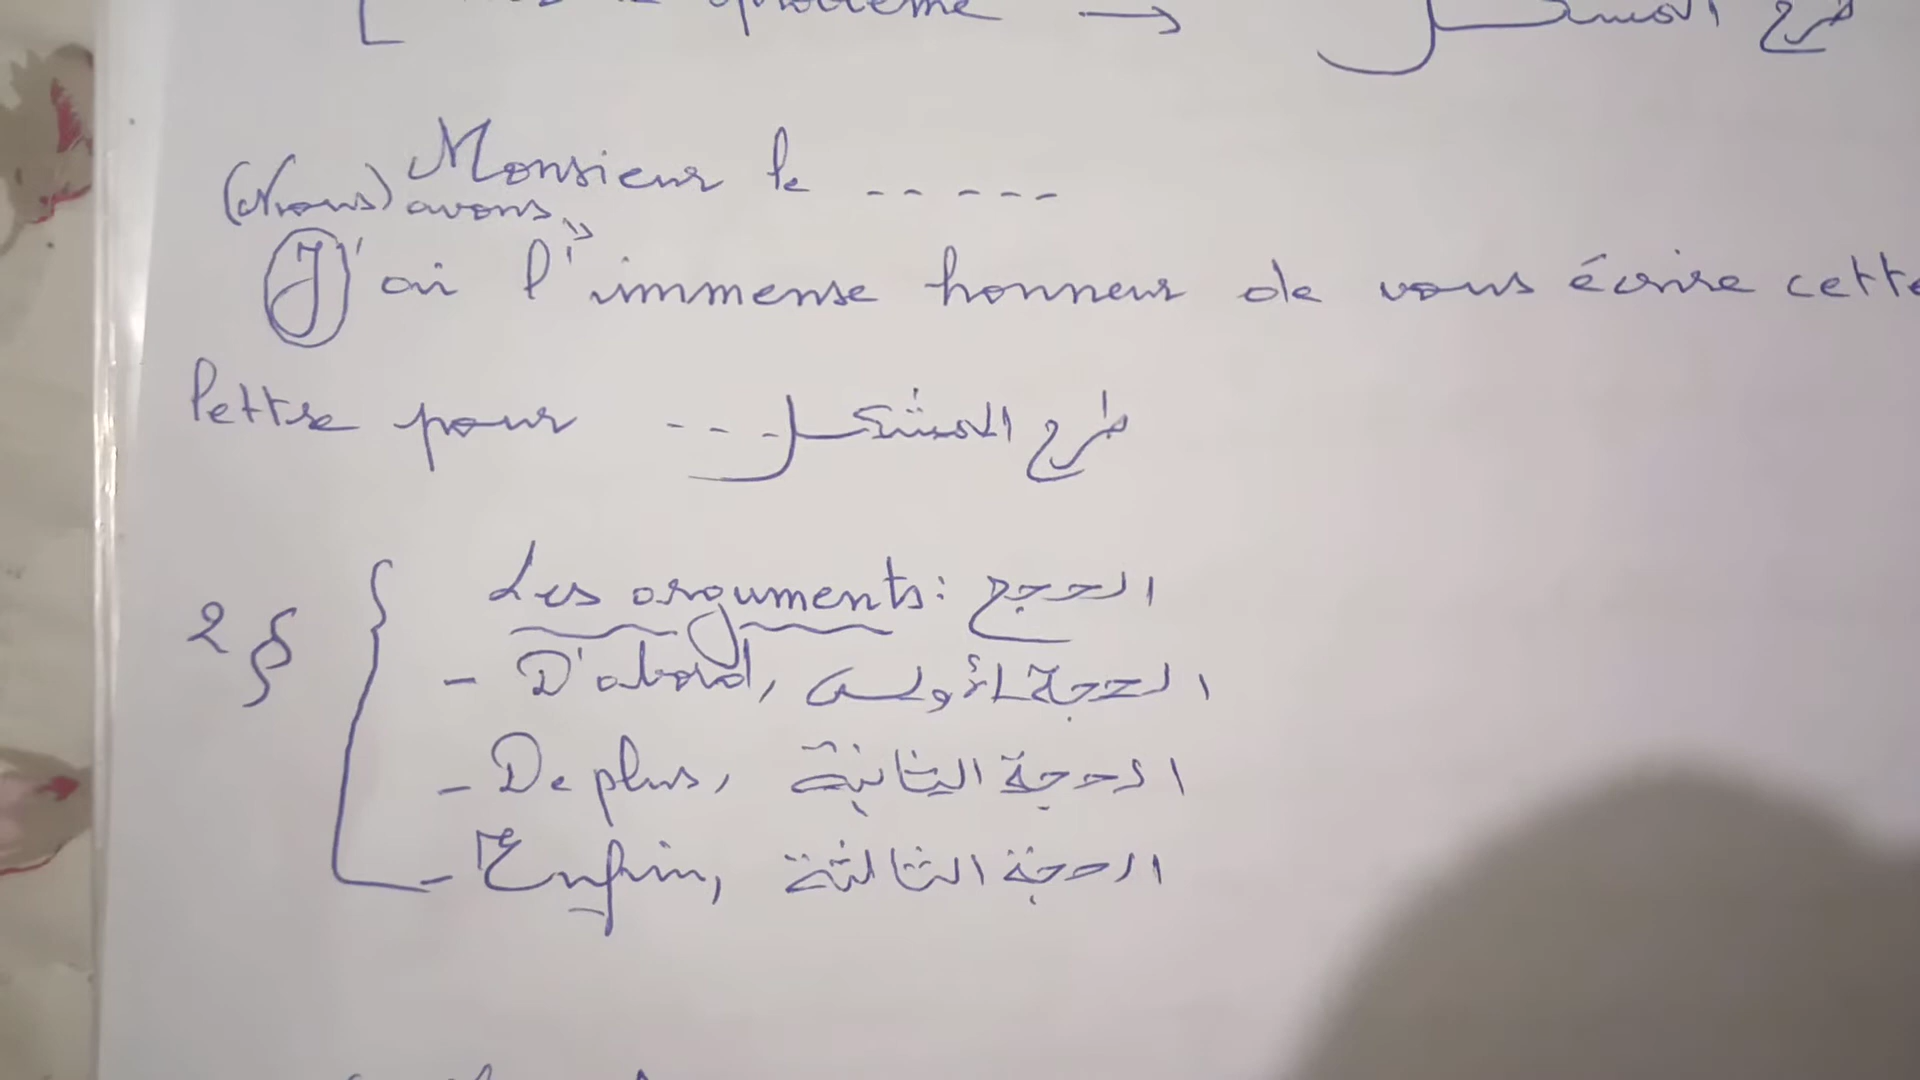 problème → طرح المشكل
Monsieur le -----
(Nous) avons
J'ai l'immense honneur de vous écrire cette
lettre pour --- طرح المشكل
2 § Les arguments : الحجج
- D'abord, الحجة الأولى
- De plus, الحجة الثانية
- Enfin, الحجة الثالثة